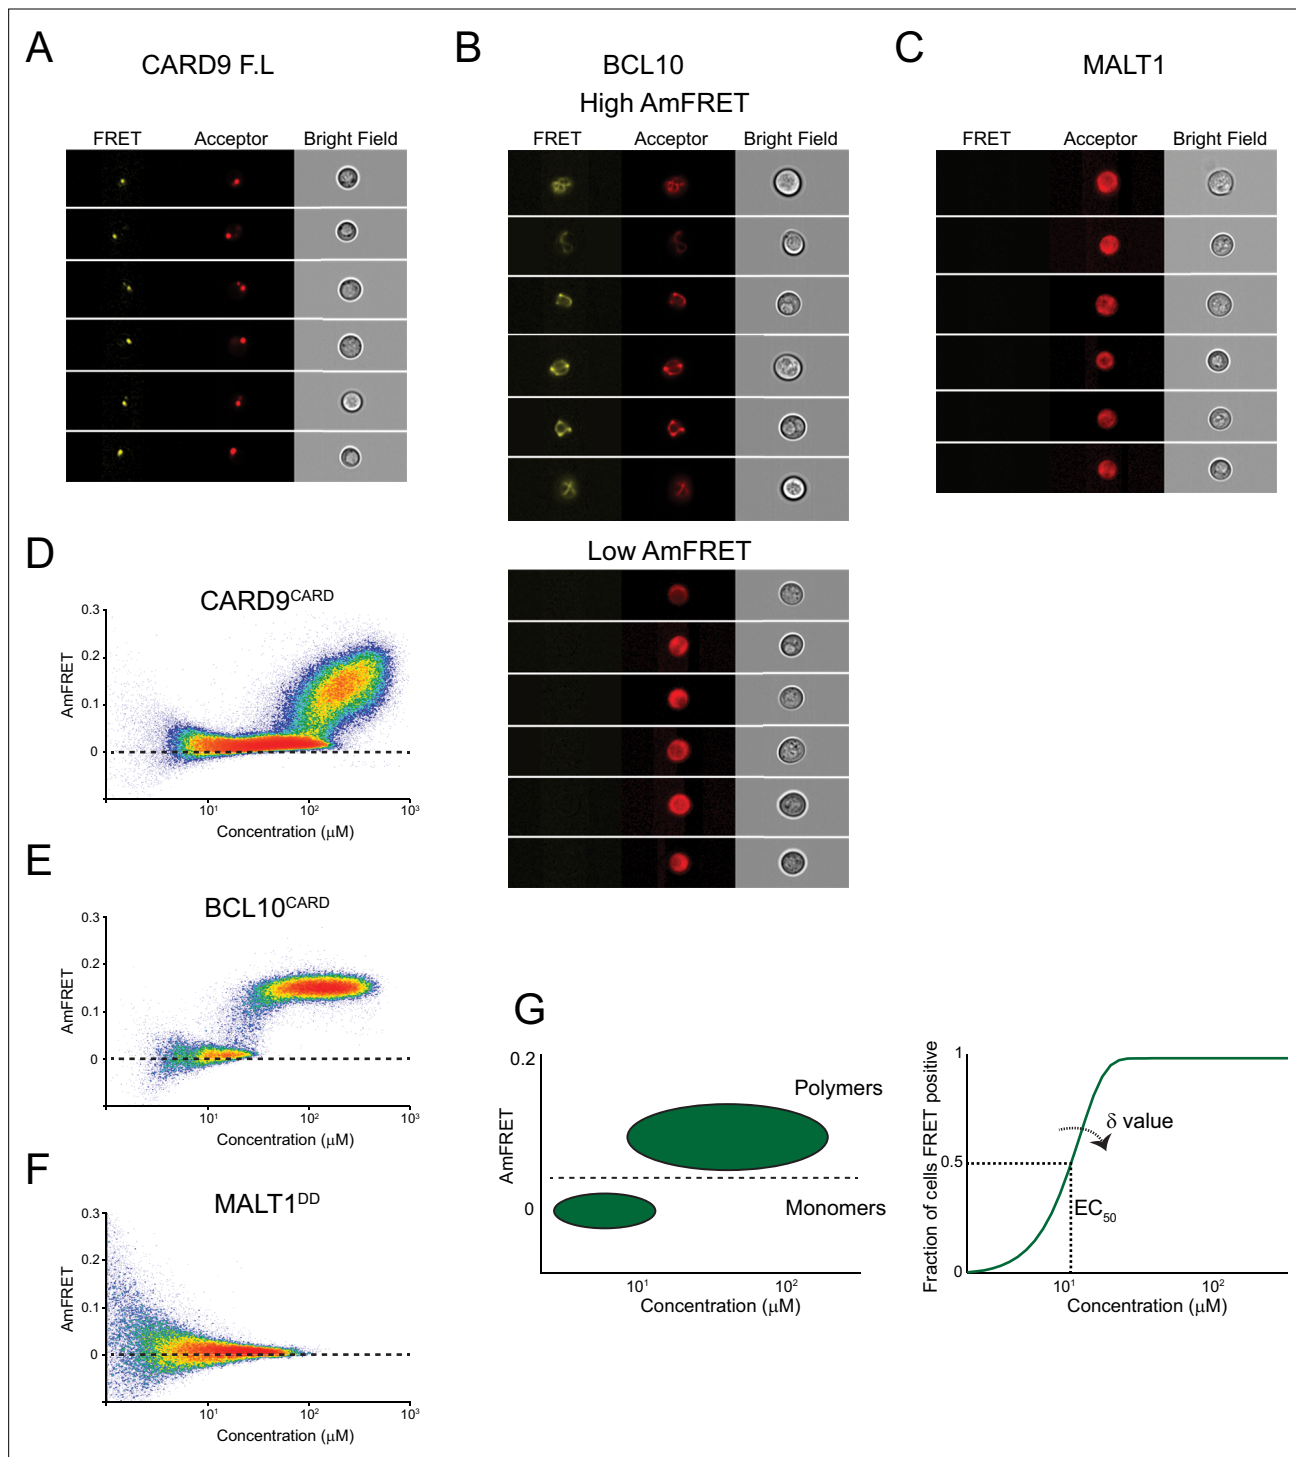 A
CARD9 F.L
FRET Acceptor Bright Field
B
BCL10
High AmFRET
FRET Acceptor Bright Field
Low AmFRET
C
MALT1
FRET Acceptor Bright Field
D
CARD9CARD
AmFRET
0.3
0.2
0.1
0
10¹ 10² 10³
Concentration (μM)
E
BCL10CARD
AmFRET
0.3
0.2
0.1
0
10¹ 10² 10³
Concentration (μM)
F
MALT1DD
AmFRET
0.3
0.2
0.1
0
10¹ 10² 10³
Concentration (μM)
G
AmFRET
0.2
0
Polymers
Monomers
10¹ 10²
Concentration (μM)
Fraction of cells FRET positive
1
0.5
0
δ value
EC50
10¹ 10²
Concentration (μM)